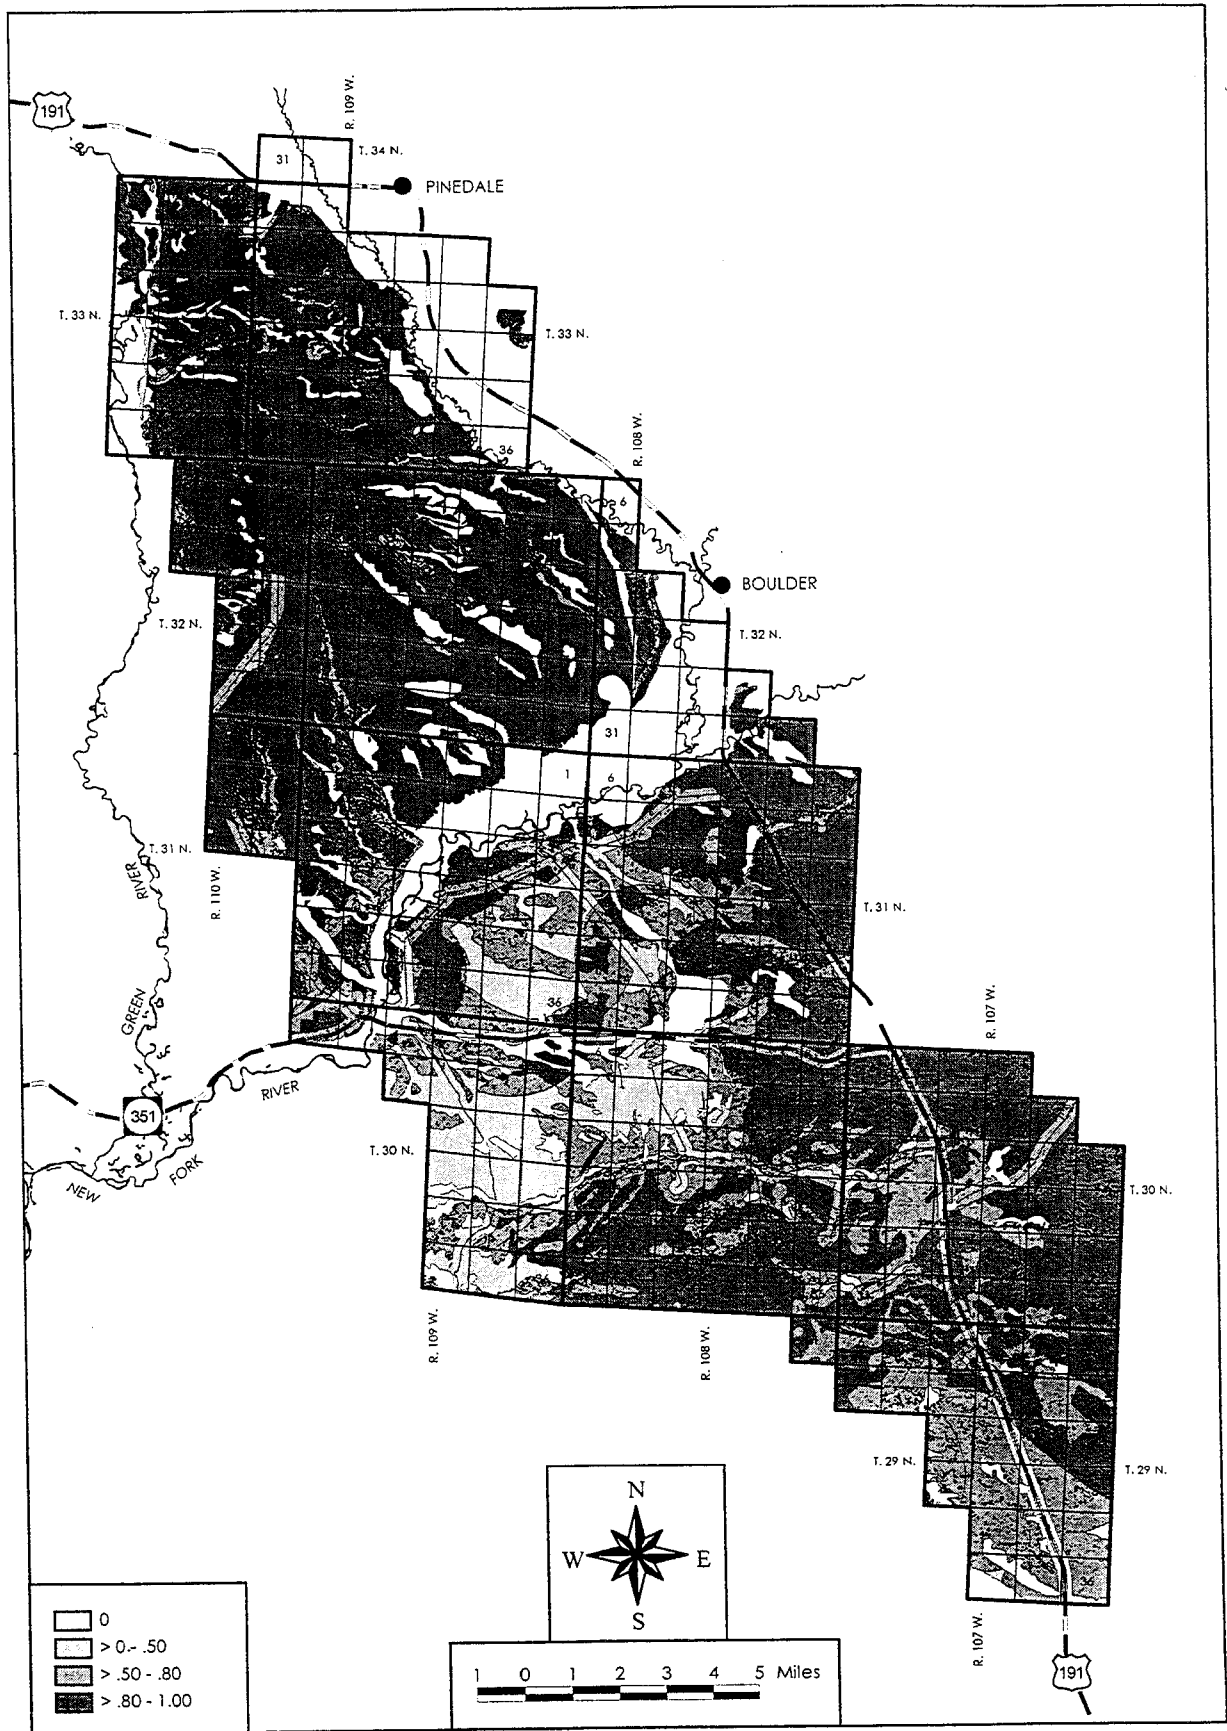 191
R. 109 W.
T. 34 N.
31
PINEDALE
T. 33 N.
T. 33 N.
R. 108 W.
36
6
BOULDER
T. 32 N.
T. 32 N.
31
1
6
T. 31 N.
R. 110 W.
T. 31 N.
GREEN
RIVER
36
R. 107 W.
RIVER
351
NEW
FORK
T. 30 N.
T. 30 N.
R. 109 W.
R. 108 W.
T. 29 N.
T. 29 N.
36
R. 107 W.
191
N
W
E
S
0
> 0.- .50
> .50 - .80
> .80 - 1.00
1 0 1 2 3 4 5 Miles